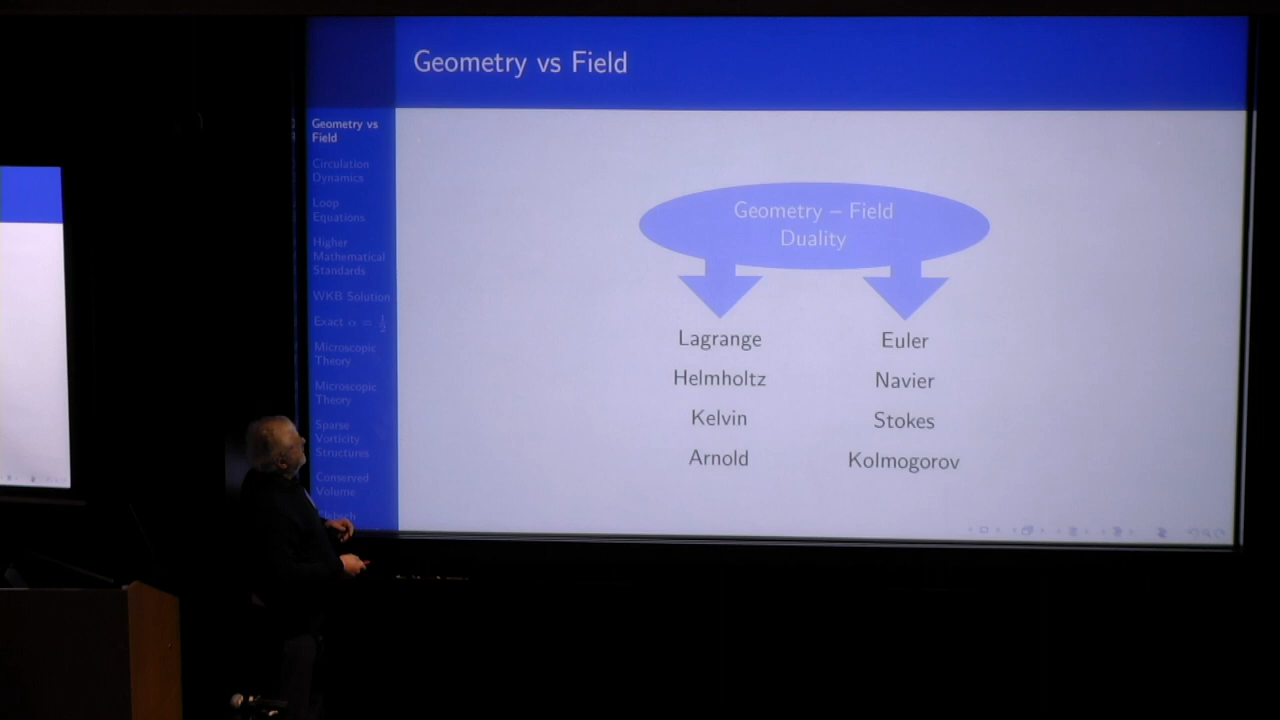 Geometry vs Field
Geometry vs
Field
Circulation
Dynamics
Loop
Equations
Higher
Mathematical
Standards
WKB Solution
Exact α = 1/2
Microscopic
Theory
Microscopic
Theory
Sparse
Vorticity
Structures
Conserved
Volume
Geometry – Field
Duality
Lagrange
Helmholtz
Kelvin
Arnold
Euler
Navier
Stokes
Kolmogorov